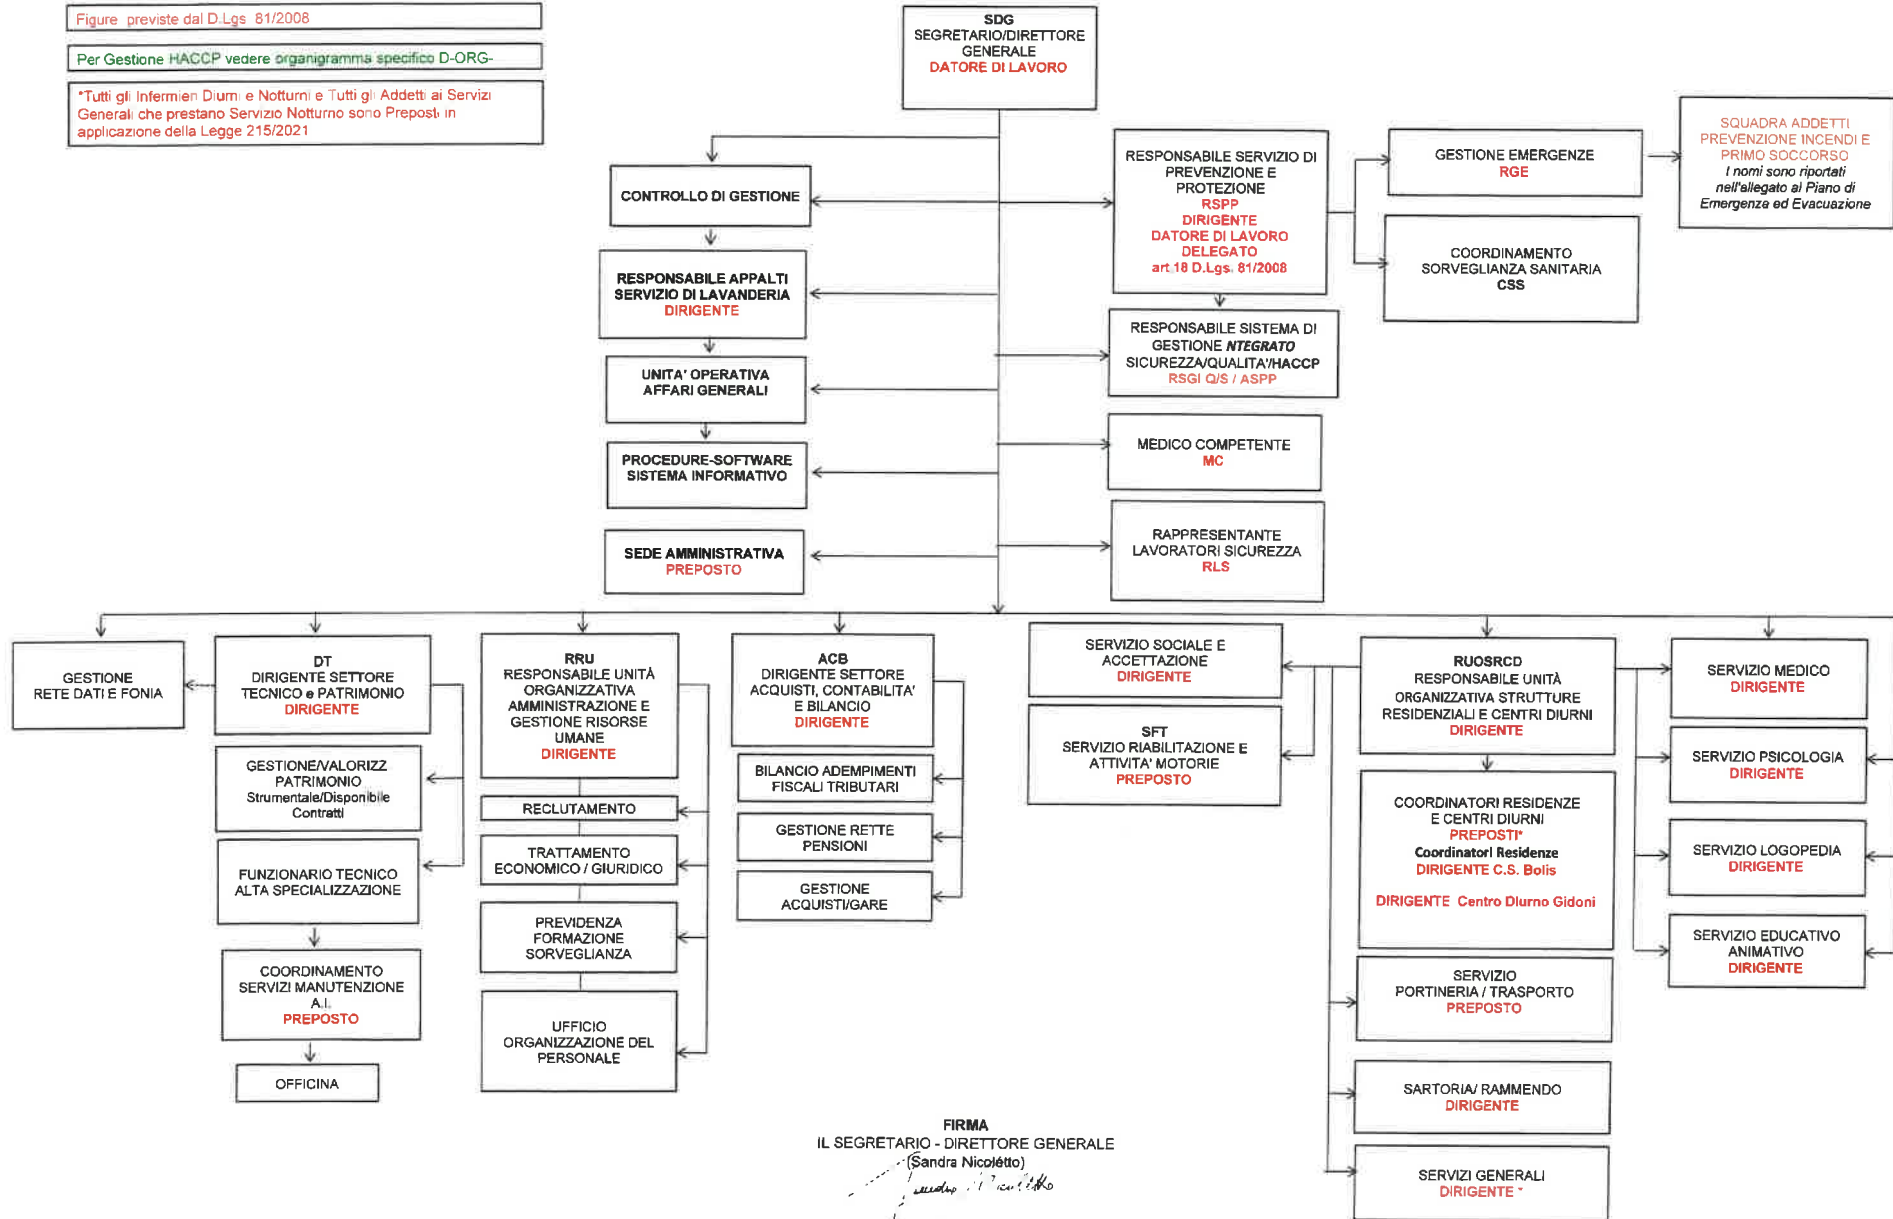 Figure previste dal D.Lgs 81/2008
Per Gestione HACCP vedere organigramma specifico D-ORG-
*Tutti gli Infermieri Diurni e Notturni e Tutti gli Addetti ai Servizi
Generali che prestano Servizio Notturno sono Preposti in
applicazione della Legge 215/2021
SDG
SEGRETARIO/DIRETTORE
GENERALE
DATORE DI LAVORO
CONTROLLO DI GESTIONE
RESPONSABILE APPALTI
SERVIZIO DI LAVANDERIA
DIRIGENTE
UNITA' OPERATIVA
AFFARI GENERALI
PROCEDURE-SOFTWARE
SISTEMA INFORMATIVO
SEDE AMMINISTRATIVA
PREPOSTO
RESPONSABILE SERVIZIO DI
PREVENZIONE E
PROTEZIONE
RSPP
DIRIGENTE
DATORE DI LAVORO
DELEGATO
art.18 D.Lgs. 81/2008
RESPONSABILE SISTEMA DI
GESTIONE NTEGRATO
SICUREZZA/QUALITA'/HACCP
RSGI Q/S / ASPP
MEDICO COMPETENTE
MC
RAPPRESENTANTE
LAVORATORI SICUREZZA
RLS
GESTIONE EMERGENZE
RGE
COORDINAMENTO
SORVEGLIANZA SANITARIA
CSS
SQUADRA ADDETTI
PREVENZIONE INCENDI E
PRIMO SOCCORSO
I nomi sono riportati
nell'allegato al Piano di
Emergenza ed Evacuazione
GESTIONE
RETE DATI E FONIA
DT
DIRIGENTE SETTORE
TECNICO e PATRIMONIO
DIRIGENTE
GESTIONE/VALORIZZ
PATRIMONIO
Strumentale/Disponibile
Contratti
FUNZIONARIO TECNICO
ALTA SPECIALIZZAZIONE
COORDINAMENTO
SERVIZI MANUTENZIONE
A.I.
PREPOSTO
OFFICINA
RRU
RESPONSABILE UNITÀ
ORGANIZZATIVA
AMMINISTRAZIONE E
GESTIONE RISORSE
UMANE
DIRIGENTE
RECLUTAMENTO
TRATTAMENTO
ECONOMICO / GIURIDICO
PREVIDENZA
FORMAZIONE
SORVEGLIANZA
UFFICIO
ORGANIZZAZIONE DEL
PERSONALE
ACB
DIRIGENTE SETTORE
ACQUISTI, CONTABILITA'
E BILANCIO
DIRIGENTE
BILANCIO ADEMPIMENTI
FISCALI TRIBUTARI
GESTIONE RETTE
PENSIONI
GESTIONE
ACQUISTI/GARE
SERVIZIO SOCIALE E
ACCETTAZIONE
DIRIGENTE
SFT
SERVIZIO RIABILITAZIONE E
ATTIVITA' MOTORIE
PREPOSTO
RUOSRCD
RESPONSABILE UNITÀ
ORGANIZZATIVA STRUTTURE
RESIDENZIALI E CENTRI DIURNI
DIRIGENTE
COORDINATORI RESIDENZE
E CENTRI DIURNI
PREPOSTI*
Coordinatori Residenze
DIRIGENTE C.S. Bolis
DIRIGENTE Centro Diurno Gidoni
SERVIZIO
PORTINERIA / TRASPORTO
PREPOSTO
SARTORIA/ RAMMENDO
DIRIGENTE
SERVIZI GENERALI
DIRIGENTE *
SERVIZIO MEDICO
DIRIGENTE
SERVIZIO PSICOLOGIA
DIRIGENTE
SERVIZIO LOGOPEDIA
DIRIGENTE
SERVIZIO EDUCATIVO
ANIMATIVO
DIRIGENTE
FIRMA
IL SEGRETARIO - DIRETTORE GENERALE
(Sandra Nicoletto)